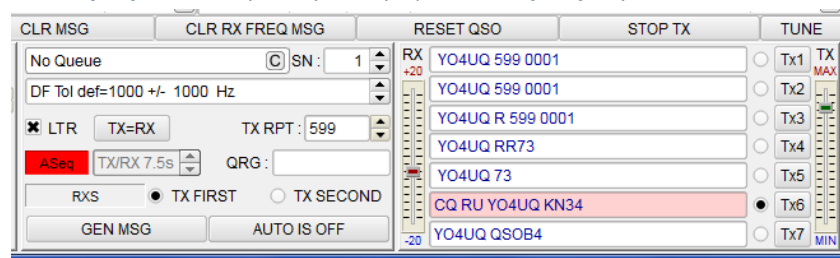 CLR MSG CLR RX FREQ MSG RESET QSO STOP TX TUNE
No Queue C SN : 1
DF Tol def=1000 +/- 1000 Hz
LTR TX=RX TX RPT : 599
ASeq TX/RX 7.5s QRG :
RXS TX FIRST TX SECOND
GEN MSG AUTO IS OFF
RX
+20
-20
YO4UQ 599 0001 Tx1
YO4UQ 599 0001 Tx2
YO4UQ R 599 0001 Tx3
YO4UQ RR73 Tx4
YO4UQ 73 Tx5
CQ RU YO4UQ KN34 Tx6
YO4UQ QSOB4 Tx7
TX
MAX
MIN